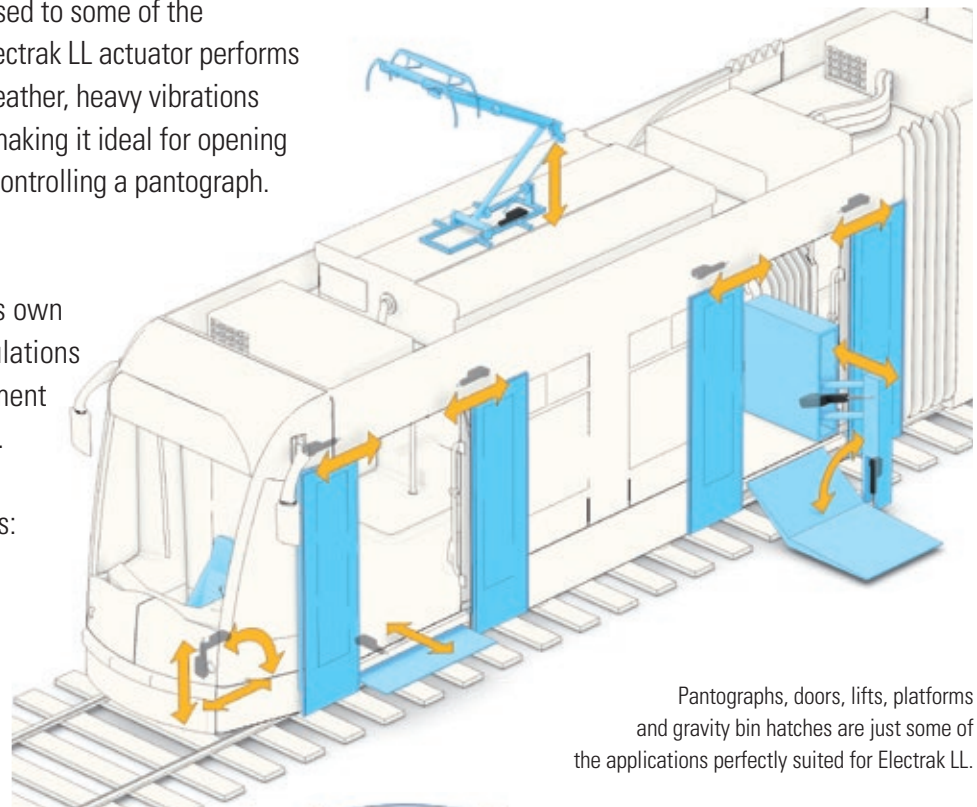 sed to some of the
ectrak LL actuator performs
eather, heavy vibrations
making it ideal for opening
controlling a pantograph.
s own
ulations
ment
s:
Pantographs, doors, lifts, platforms
and gravity bin hatches are just some of
the applications perfectly suited for Electrak LL.